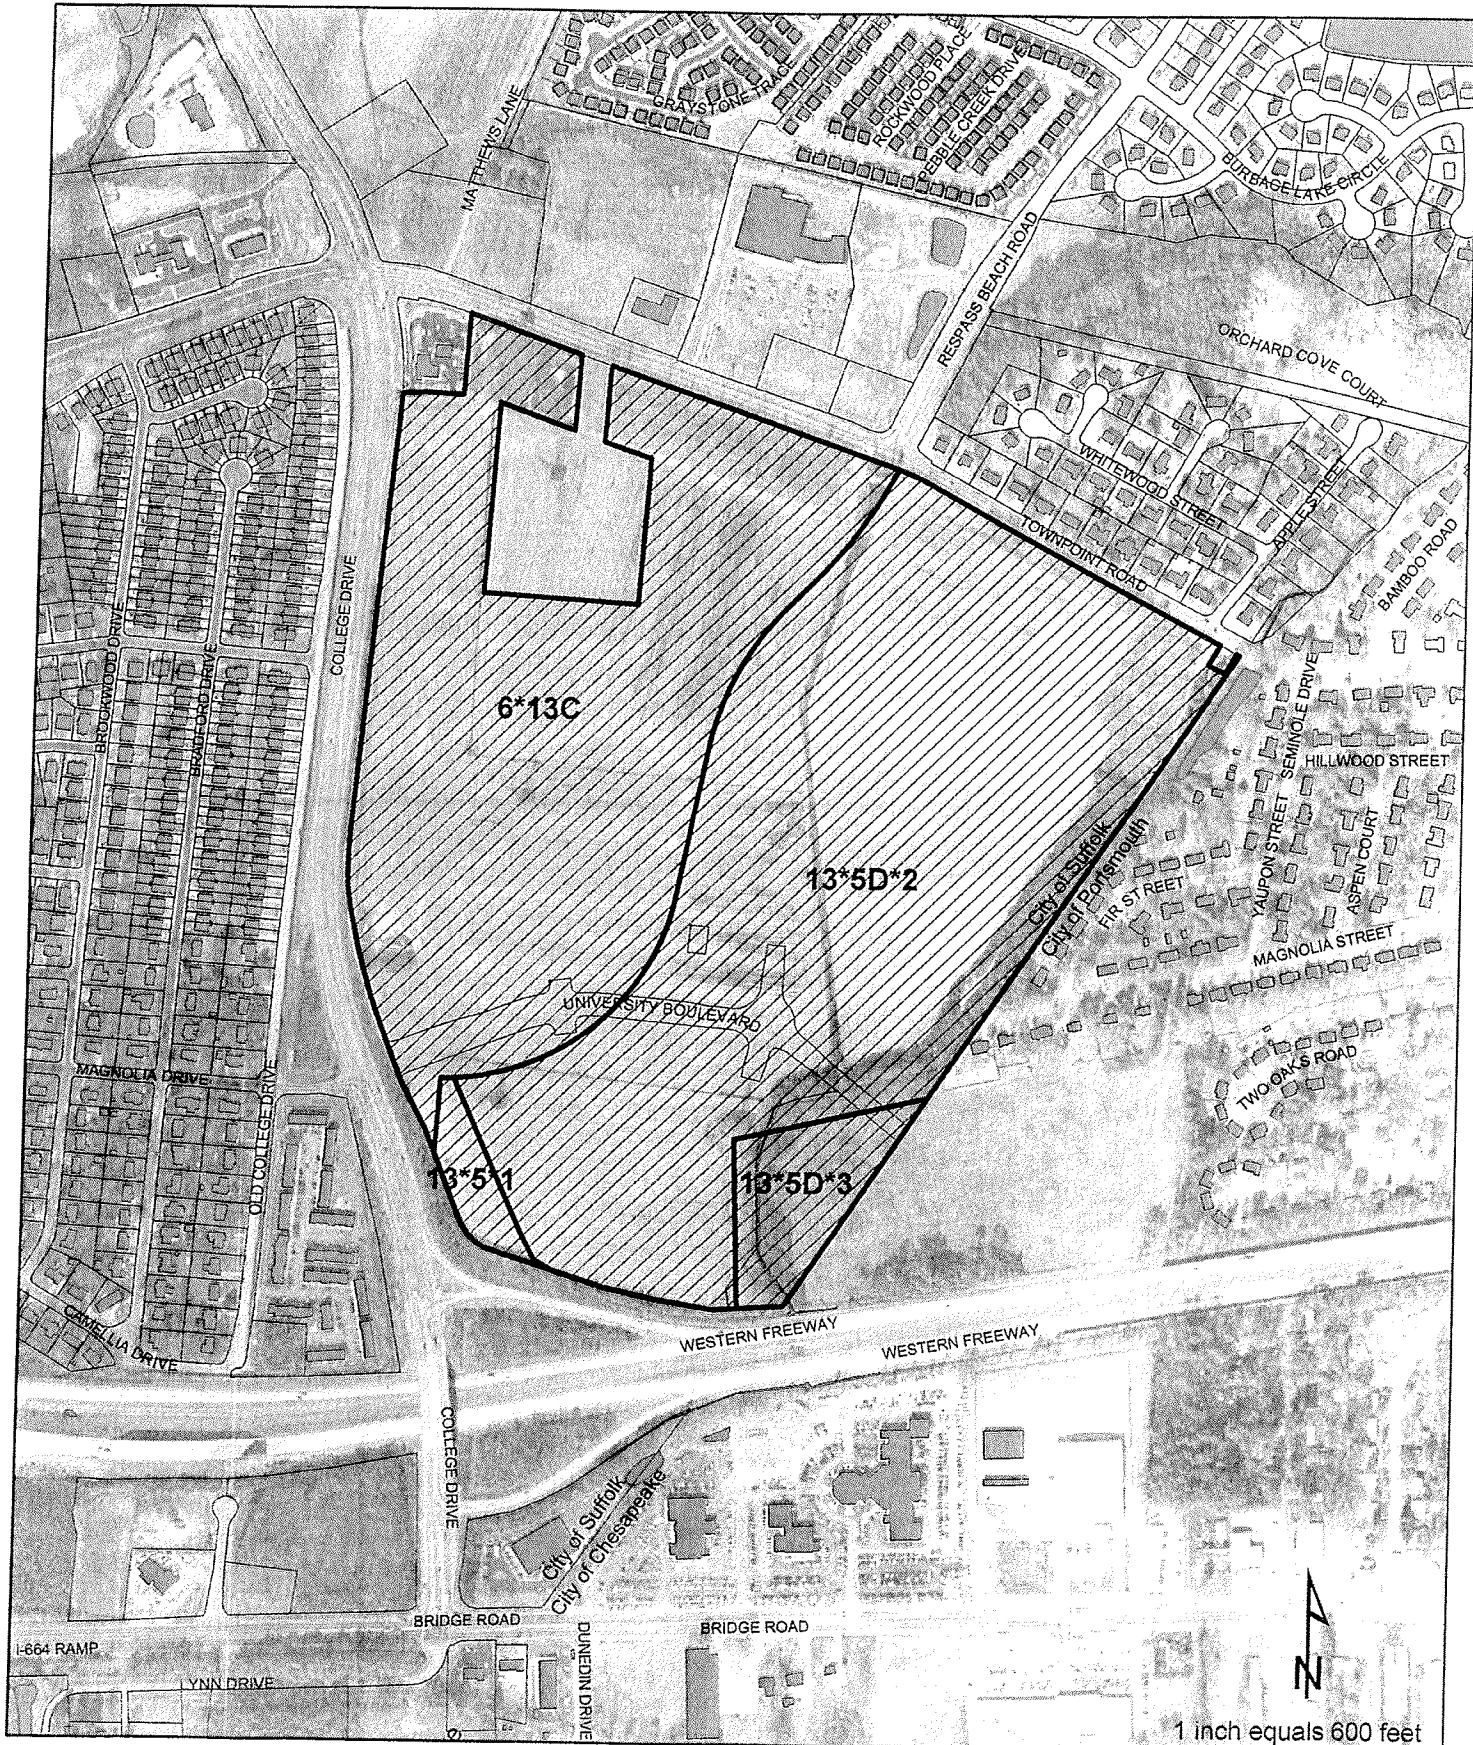 GRAYSTONE TRACE
ROCKWOOD PLACE
PEBBLE CREEK DRIVE
MATTHEWS LANE
BURBAGE LAKE CIRCLE
RESPASS BEACH ROAD
ORCHARD COVE COURT
WHITEWOOD STREET
APPLE STREET
TOWNPOINT ROAD
BAMBOO ROAD
COLLEGE DRIVE
BROCKWOOD DRIVE
BRADFORD DRIVE
6*13C
SEMINOLE DRIVE
HILLWOOD STREET
13*5D*2
City of Suffolk
City of Portsmouth
FIR STREET
YAUPON STREET
ASPEN COURT
MAGNOLIA STREET
UNIVERSITY BOULEVARD
MAGNOLIA DRIVE
TWO OAKS ROAD
OLD COLLEGE DRIVE
13*5*1
13*5D*3
CAMELLIA DRIVE
WESTERN FREEWAY
WESTERN FREEWAY
COLLEGE DRIVE
City of Suffolk
City of Chesapeake
BRIDGE ROAD
BRIDGE ROAD
I-664 RAMP
LYNN DRIVE
DUNEDIN DRIVE
N
1 inch equals 600 feet